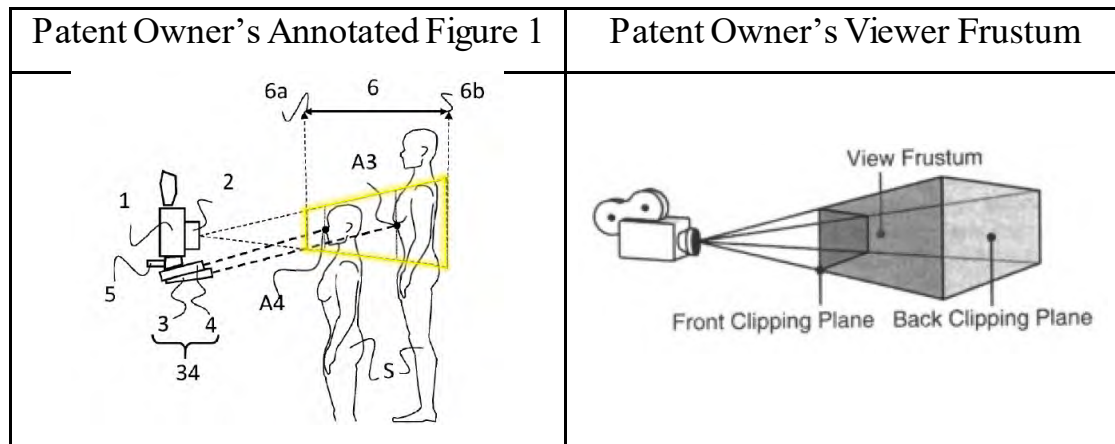 Patent Owner's Annotated Figure 1
Patent Owner's Viewer Frustum
6a
6
6b
A3
2
1
5
A4
3
4
34
S
View Frustum
Front Clipping Plane
Back Clipping Plane